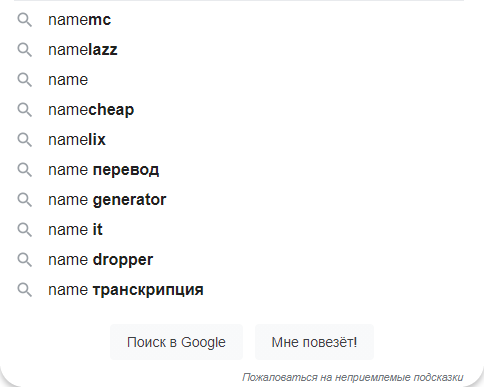 namemc
namelazz
name
namecheap
namelix
name перевод
name generator
name it
name dropper
name транскрипция
Поиск в Google Мне повезёт!
Пожаловаться на неприемлемые подсказки